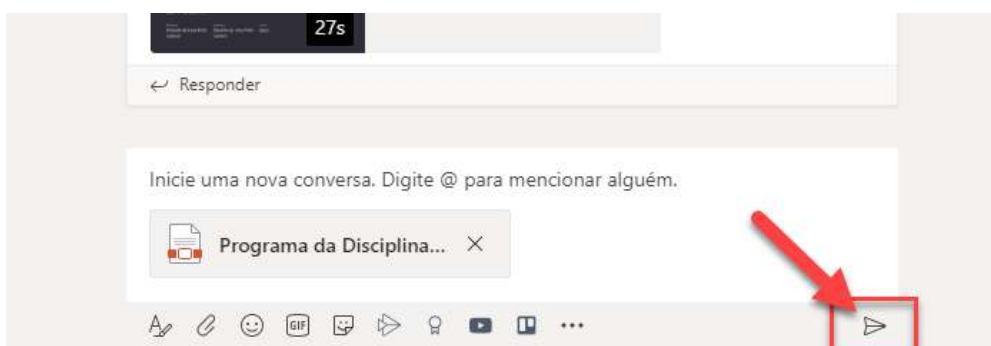 27s
Responder
Inicie uma nova conversa. Digite @ para mencionar alguém.
Programa da Disciplina...
GIF